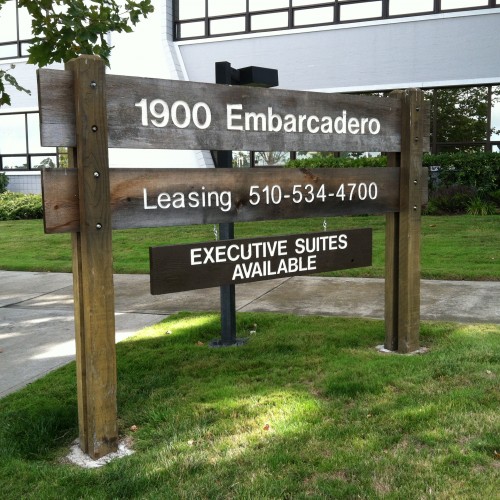 1900 Embarcadero
Leasing 510-534-4700
EXECUTIVE SUITES
AVAILABLE